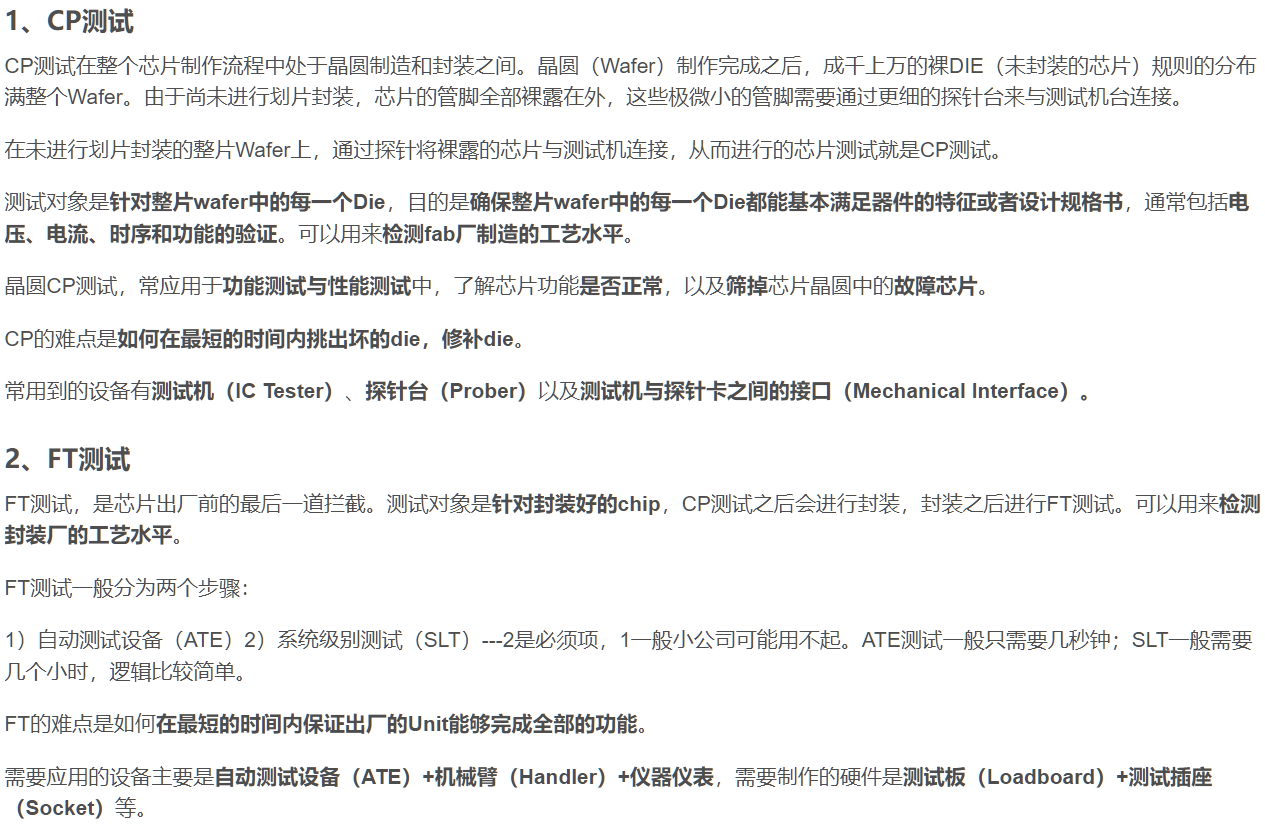 1、CP测试
CP测试在整个芯片制作流程中处于晶圆制造和封装之间。晶圆（Wafer）制作完成之后，成千上万的裸DIE（未封装的芯片）规则的分布
满整个Wafer。由于尚未进行划片封装，芯片的管脚全部裸露在外，这些极微小的管脚需要通过更细的探针台来与测试机台连接。
在未进行划片封装的整片Wafer上，通过探针将裸露的芯片与测试机连接，从而进行的芯片测试就是CP测试。
测试对象是针对整片wafer中的每一个Die，目的是确保整片wafer中的每一个Die都能基本满足器件的特征或者设计规格书，通常包括电
压、电流、时序和功能的验证。可以用来检测fab厂制造的工艺水平。
晶圆CP测试，常应用于功能测试与性能测试中，了解芯片功能是否正常，以及筛掉芯片晶圆中的故障芯片。
CP的难点是如何在最短的时间内挑出坏的die，修补die。
常用到的设备有测试机（IC Tester）、探针台（Prober）以及测试机与探针卡之间的接口（Mechanical Interface）。
2、FT测试
FT测试，是芯片出厂前的最后一道拦截。测试对象是针对封装好的chip，CP测试之后会进行封装，封装之后进行FT测试。可以用来检测
封装厂的工艺水平。
FT测试一般分为两个步骤：
1）自动测试设备（ATE）2）系统级别测试（SLT）---2是必须项，1一般小公司可能用不起。ATE测试一般只需要几秒钟；SLT一般需要
几个小时，逻辑比较简单。
FT的难点是如何在最短的时间内保证出厂的Unit能够完成全部的功能。
需要应用的设备主要是自动测试设备（ATE）+机械臂（Handler）+仪器仪表，需要制作的硬件是测试板（Loadboard）+测试插座
（Socket）等。